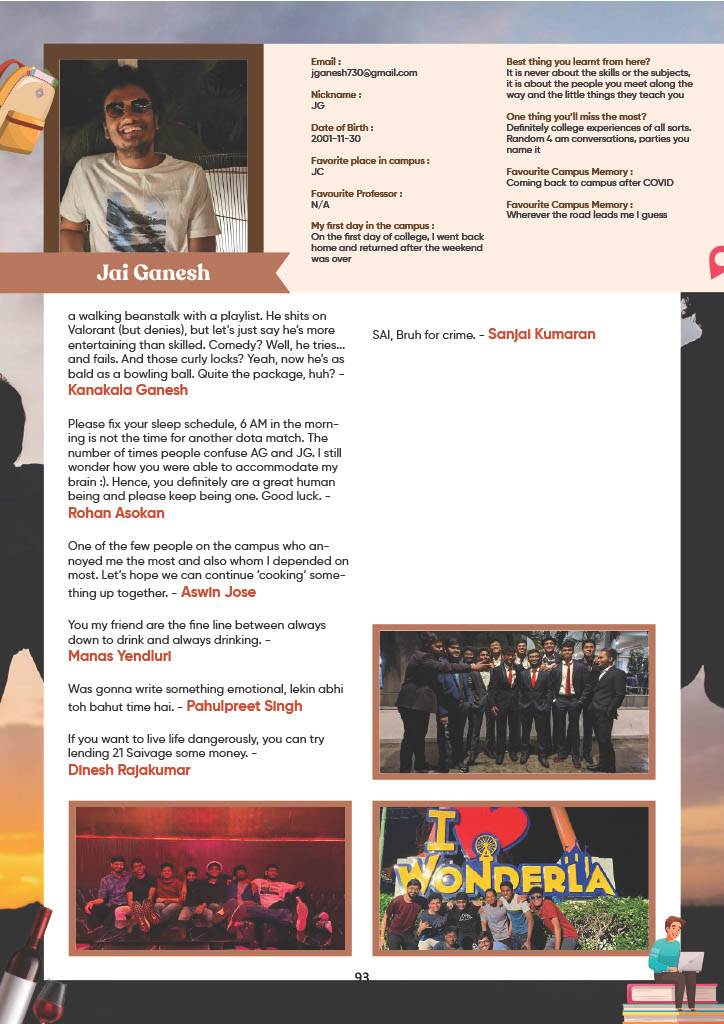 Email :
jganesh730@gmail.com
Nickname :
JG
Date of Birth :
2001-11-30
Favorite place in campus :
JC
Favourite Professor :
N/A
My first day in the campus :
On the first day of college, I went back
home and returned after the weekend
was over
Best thing you learnt from here?
It is never about the skills or the subjects,
it is about the people you meet along the
way and the little things they teach you
One thing you'll miss the most?
Definitely college experiences of all sorts.
Random 4 am conversations, parties you
name it
Favourite Campus Memory :
Coming back to campus after COVID
Favourite Campus Memory :
Wherever the road leads me I guess
Jai Ganesh
a walking beanstalk with a playlist. He shits on
Valorant (but denies), but let's just say he's more
entertaining than skilled. Comedy? Well, he tries...
and fails. And those curly locks? Yeah, now he's as
bald as a bowling ball. Quite the package, huh? -
Kanakala Ganesh
Please fix your sleep schedule, 6 AM in the morn-
ing is not the time for another dota match. The
number of times people confuse AG and JG. I still
wonder how you were able to accommodate my
brain :). Hence, you definitely are a great human
being and please keep being one. Good luck. -
Rohan Asokan
One of the few people on the campus who an-
noyed me the most and also whom I depended on
most. Let's hope we can continue 'cooking' some-
thing up together. - Aswin Jose
You my friend are the fine line between always
down to drink and always drinking. -
Manas Yendluri
Was gonna write something emotional, lekin abhi
toh bahut time hai. - Pahulpreet Singh
If you want to live life dangerously, you can try
lending 21 Saivage some money. -
Dinesh Rajakumar
SAI, Bruh for crime. - Sanjai Kumaran
I
WONDERLA
93